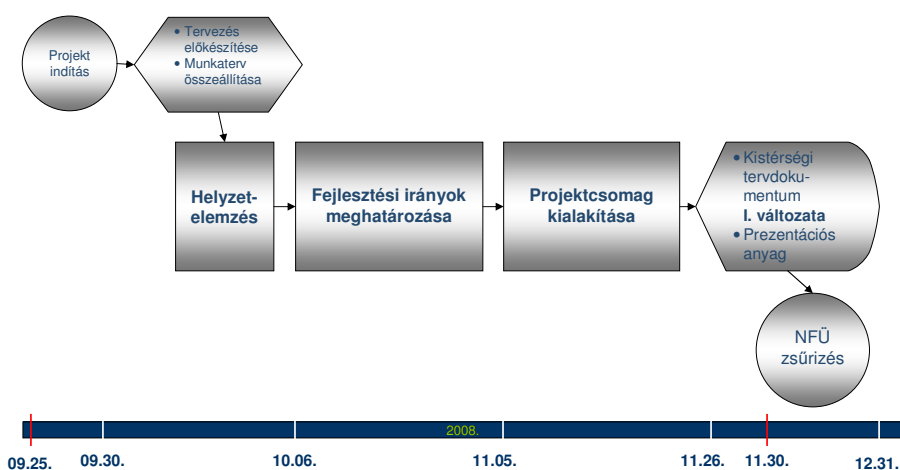 Projekt
indítás
• Tervezés
előkészítése
• Munkaterv
összeállítása
Helyzet-
elemzés
Fejlesztési irányok
meghatározása
Projektcsomag
kialakítása
• Kistérségi
tervdoku-
mentum
I. változata
• Prezentációs
anyag
NFÜ
zsűrizés
2008.
09.25. 09.30. 10.06. 11.05. 11.26. 11.30. 12.31.